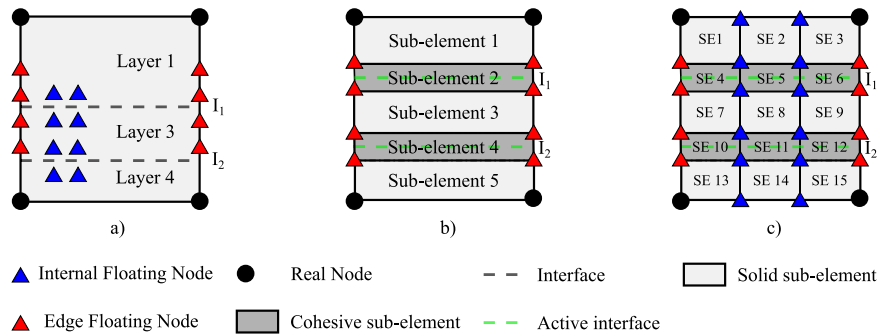 Layer 1
I1
Layer 3
I2
Layer 4
a)
Sub-element 1
Sub-element 2
I1
Sub-element 3
Sub-element 4
I2
Sub-element 5
b)
SE1 SE 2 SE 3
SE 4 SE 5 SE 6 I1
SE 7 SE 8 SE 9
SE 10 SE 11 SE 12 I2
SE 13 SE 14 SE 15
c)
Internal Floating Node Real Node Interface Solid sub-element
Edge Floating Node Cohesive sub-element Active interface